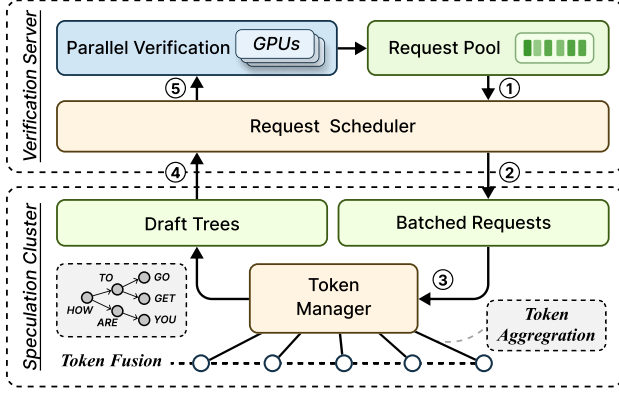 Verification Server
Parallel Verification
GPUs
Request Pool
⑤
①
Request Scheduler
④
②
Speculation Cluster
Draft Trees
Batched Requests
TO
GO
HOW
GET
ARE
YOU
Token
Manager
③
Token
Aggregration
Token Fusion